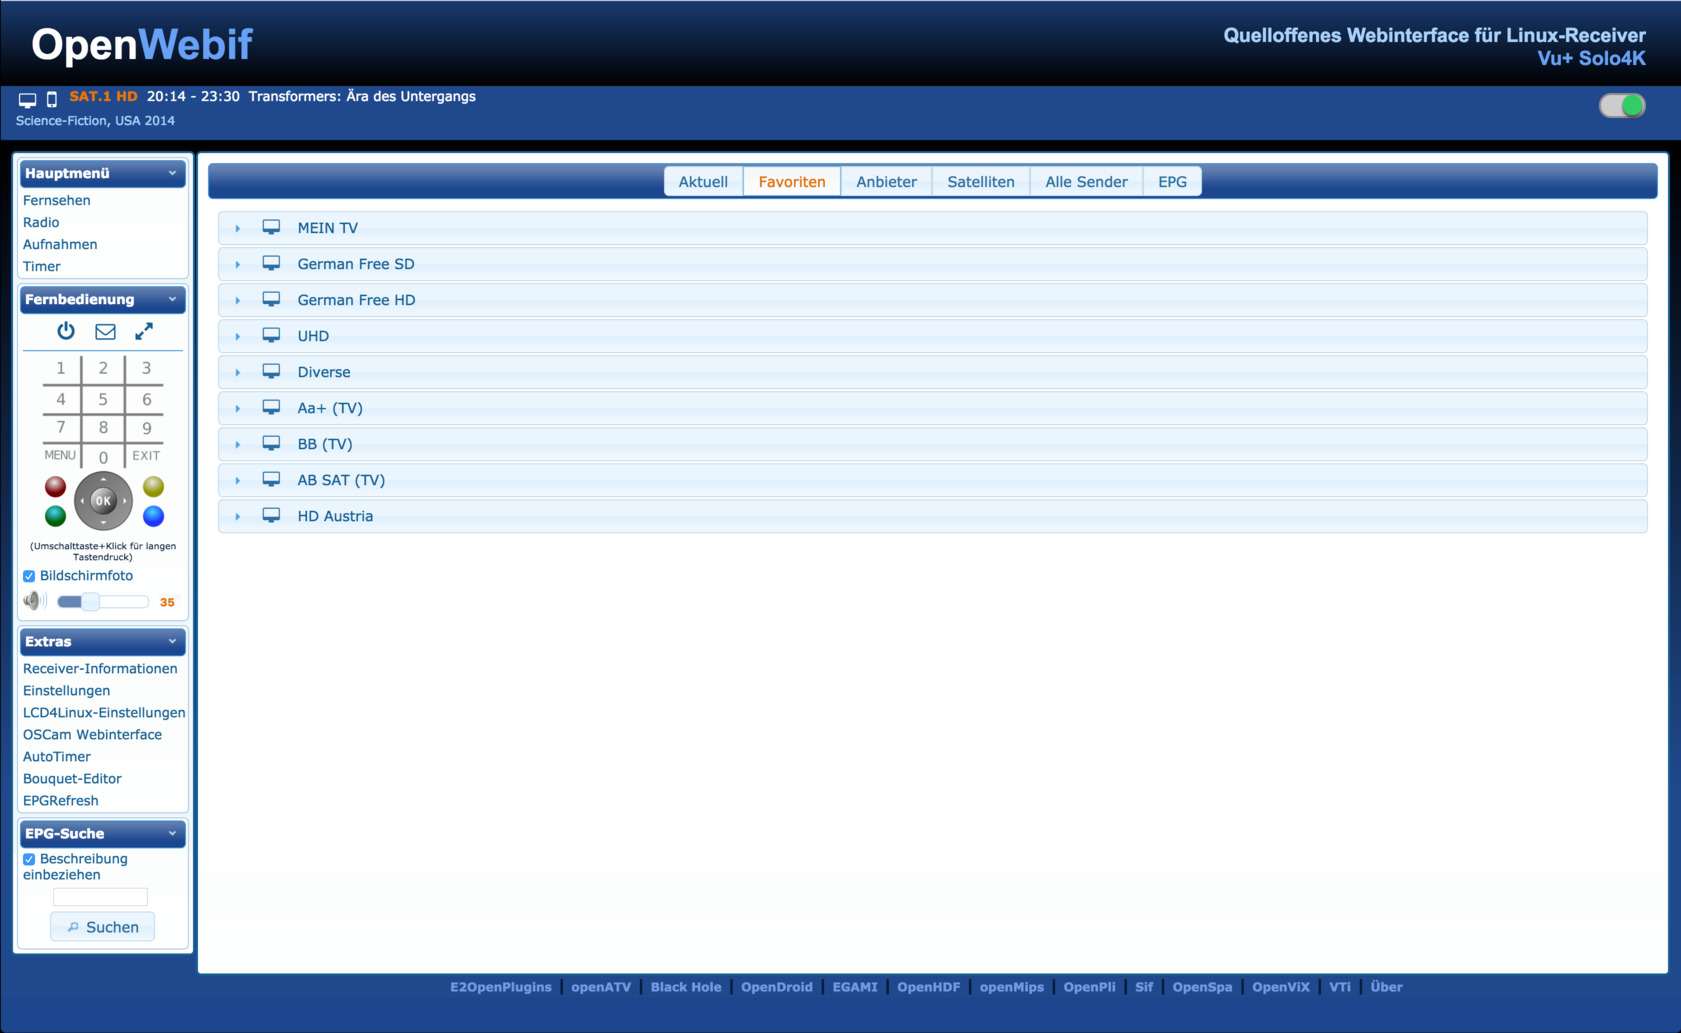 OpenWebif
Quelloffenes Webinterface für Linux-Receiver
Vu+ Solo4K
SAT.1 HD 20:14 - 23:30 Transformers: Ära des Untergangs
Science-Fiction, USA 2014
Hauptmenü
Fernsehen
Radio
Aufnahmen
Timer
Fernbedienung
1 2 3
4 5 6
7 8 9
MENU 0 EXIT
OK
(Umschalttaste+Klick für langen
Tastendruck)
Bildschirmfoto
35
Extras
Receiver-Informationen
Einstellungen
LCD4Linux-Einstellungen
OSCam Webinterface
AutoTimer
Bouquet-Editor
EPGRefresh
EPG-Suche
Beschreibung
einbeziehen
Suchen
Aktuell Favoriten Anbieter Satelliten Alle Sender EPG
MEIN TV
German Free SD
German Free HD
UHD
Diverse
Aa+ (TV)
BB (TV)
AB SAT (TV)
HD Austria
E2OpenPlugins | openATV | Black Hole | OpenDroid | EGAMI | OpenHDF | openMips | OpenPli | Sif | OpenSpa | OpenViX | VTi | Über